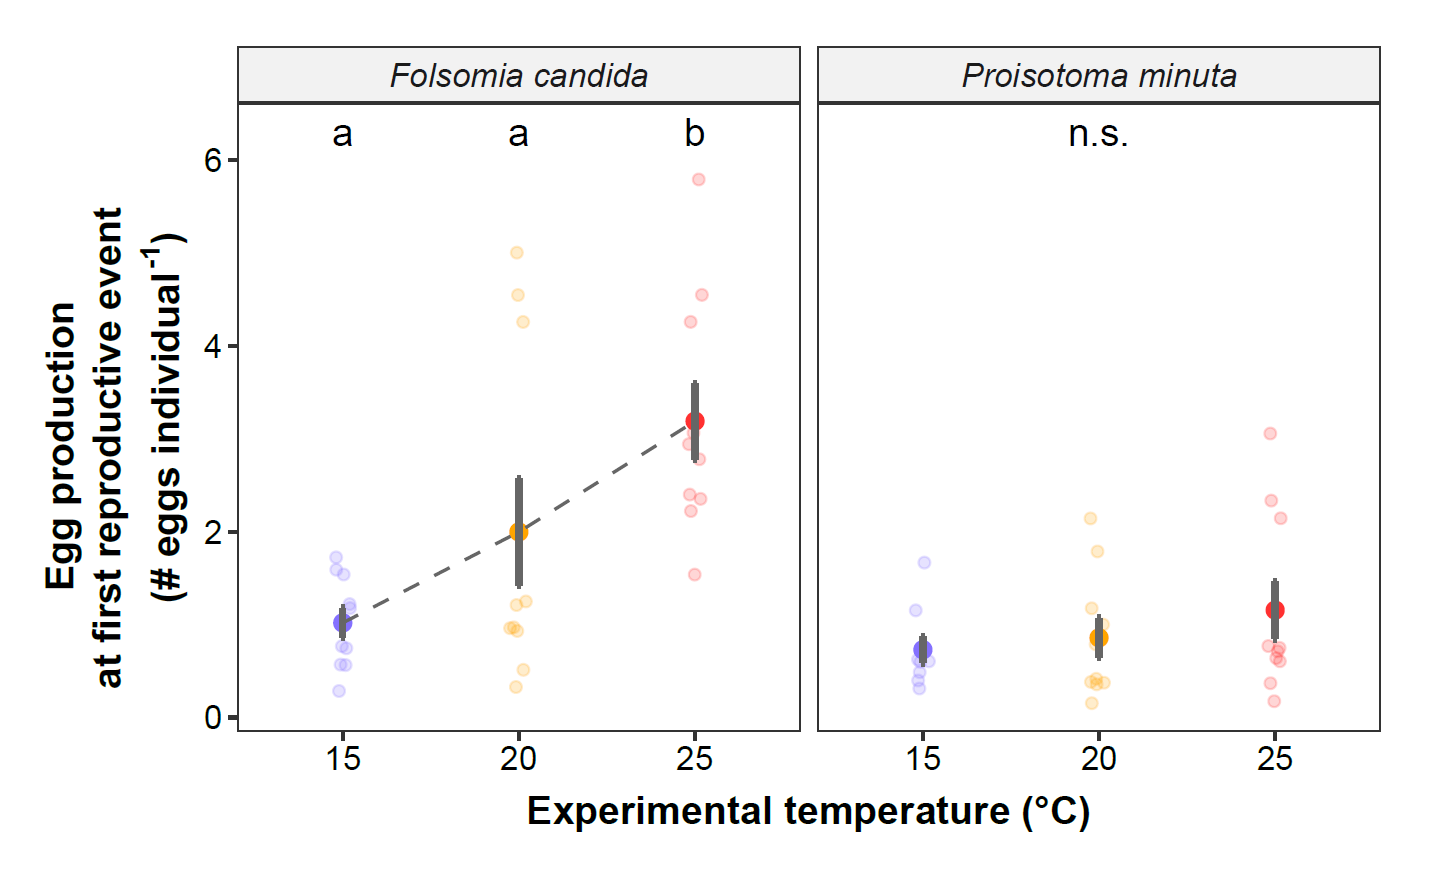 Folsomia candida
Proisotoma minuta
a a b
n.s.
6
4
2
0
Egg production
at first reproductive event
(# eggs individual⁻¹)
15 20 25
15 20 25
Experimental temperature (°C)